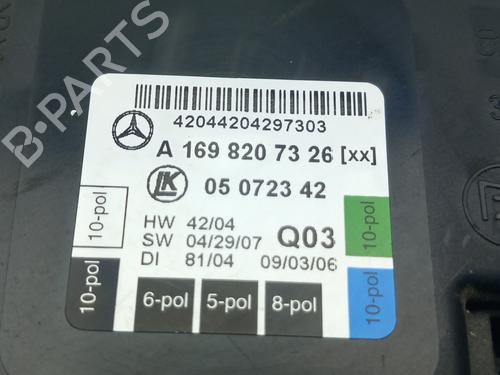 B-PARTS
42044204297303
A 169 820 73 26 [xx]
LK
05 0723 42
HW 42/04
SW 04/29/07
Q03
DI 81/04 09/03/06
10-pol
10-pol
10-pol
10-pol
6-pol
5-pol
8-pol